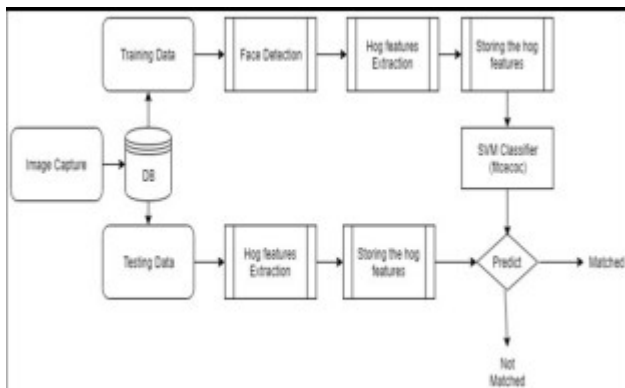 Training Data
Face Detection
Hog features
Extraction
Storing the hog
features
Image Capture
DB
SVM Classifier
(fitcecoc)
Testing Data
Hog features
Extraction
Storing the hog
features
Predict
Matched
Not
Matched